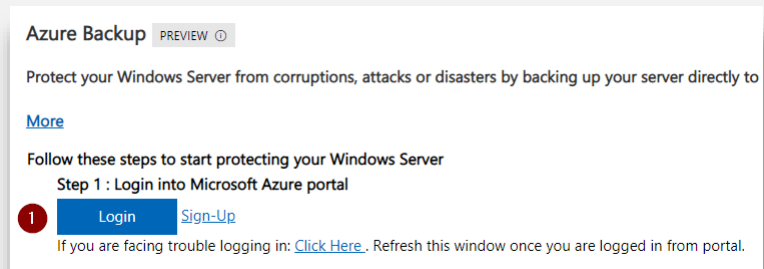 Azure Backup PREVIEW ⓘ
Protect your Windows Server from corruptions, attacks or disasters by backing up your server directly to
More
Follow these steps to start protecting your Windows Server
Step 1 : Login into Microsoft Azure portal
1 Login Sign-Up
If you are facing trouble logging in: Click Here . Refresh this window once you are logged in from portal.